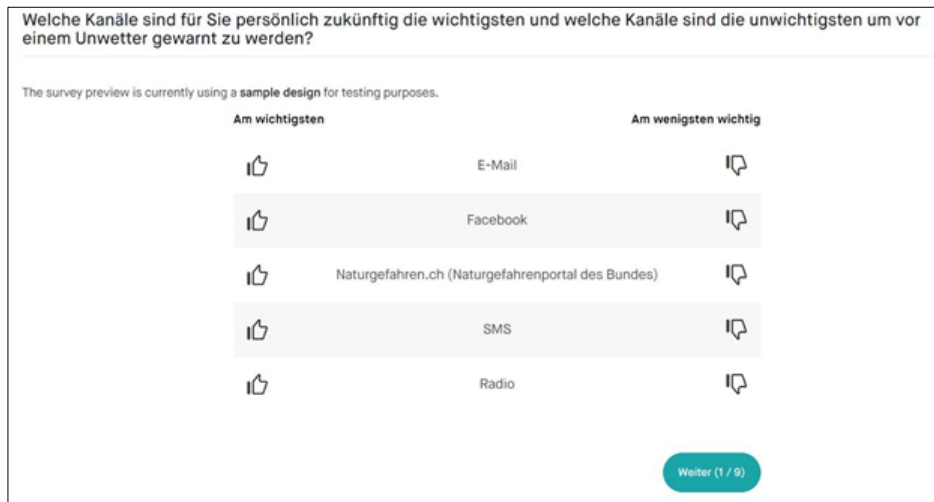 Welche Kanäle sind für Sie persönlich zukünftig die wichtigsten und welche Kanäle sind die unwichtigsten um vor
einem Unwetter gewarnt zu werden?
The survey preview is currently using a sample design for testing purposes.
Am wichtigsten Am wenigsten wichtig
E-Mail
Facebook
Naturgefahren.ch (Naturgefahrenportal des Bundes)
SMS
Radio
Weiter (1 / 9)